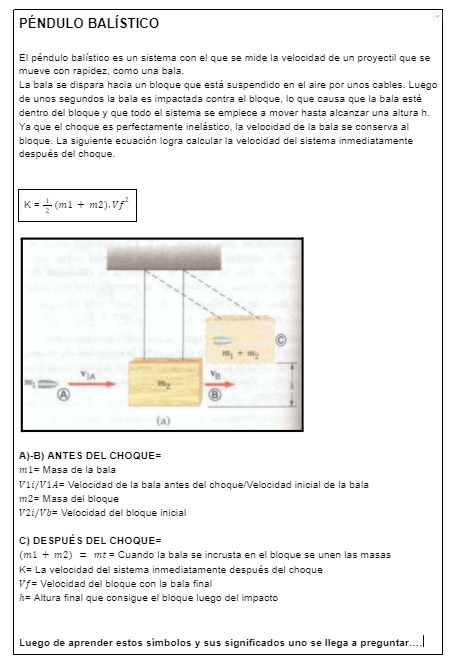 PÉNDULO BALÍSTICO
El péndulo balístico es un sistema con el que se mide la velocidad de un proyectil que se
mueve con rapidez, como una bala.
La bala se dispara hacia un bloque que está suspendido en el aire por unos cables. Luego
de unos segundos la bala es impactada contra el bloque, lo que causa que la bala esté
dentro del bloque y que todo el sistema se empiece a mover hasta alcanzar una altura h.
Ya que el choque es perfectamente inelástico, la velocidad de la bala se conserva al
bloque. La siguiente ecuación logra calcular la velocidad del sistema inmediatamente
después del choque.
K = 1/2 (m1 + m2). Vf²
C
m₁ + m₂
v₁A
vB
m₁
m₂
h
A
B
(a)
A)-B) ANTES DEL CHOQUE=
m1= Masa de la bala
V1i/V1A= Velocidad de la bala antes del choque/Velocidad inicial de la bala
m2= Masa del bloque
V2i/Vb= Velocidad del bloque inicial
C) DESPUÉS DEL CHOQUE=
(m1 + m2) = mt = Cuando la bala se incrusta en el bloque se unen las masas
K= La velocidad del sistema inmediatamente después del choque
Vf= Velocidad del bloque con la bala final
h= Altura final que consigue el bloque luego del impacto
Luego de aprender estos símbolos y sus significados uno se llega a preguntar....